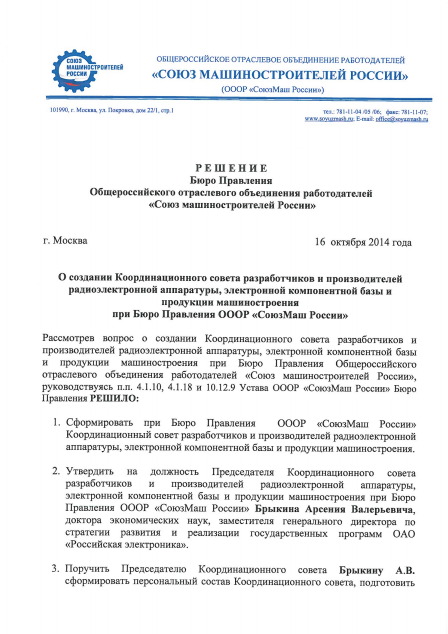 СОЮЗ
МАШИНОСТРОИТЕЛЕЙ
РОССИИ
ОБЩЕРОССИЙСКОЕ ОТРАСЛЕВОЕ ОБЪЕДИНЕНИЕ РАБОТОДАТЕЛЕЙ
«СОЮЗ МАШИНОСТРОИТЕЛЕЙ РОССИИ»
(ОООР «СоюзМаш России»)
101990, г. Москва, ул. Покровка, дом 22/1, стр.1
тел.: 781-11-04 /05 /06; факс: 781-11-07;
www.soyuzmash.ru, E-mail: office@soyuzmash.ru
Р Е Ш Е Н И Е
Бюро Правления
Общероссийского отраслевого объединения работодателей
«Союз машиностроителей России»
г. Москва
16 октября 2014 года
О создании Координационного совета разработчиков и производителей
радиоэлектронной аппаратуры, электронной компонентной базы и
продукции машиностроения
при Бюро Правления ОООР «СоюзМаш России»
Рассмотрев вопрос о создании Координационного совета разработчиков и
производителей радиоэлектронной аппаратуры, электронной компонентной базы
и продукции машиностроения при Бюро Правления Общероссийского
отраслевого объединения работодателей «Союз машиностроителей России»,
руководствуясь п.п. 4.1.10, 4.1.18 и 10.12.9 Устава ОООР «СоюзМаш России» Бюро
Правления РЕШИЛО:
1. Сформировать при Бюро Правления ОООР «СоюзМаш России»
Координационный совет разработчиков и производителей радиоэлектронной
аппаратуры, электронной компонентной базы и продукции машиностроения.
2. Утвердить на должность Председателя Координационного совета
разработчиков и производителей радиоэлектронной аппаратуры,
электронной компонентной базы и продукции машиностроения при Бюро
Правления ОООР «СоюзМаш России» Брыкина Арсения Валерьевича,
доктора экономических наук, заместителя генерального директора по
стратегии развития и реализации государственных программ ОАО
«Российская электроника».
3. Поручить Председателю Координационного совета Брыкину А.В.
сформировать персональный состав Координационного совета, подготовить